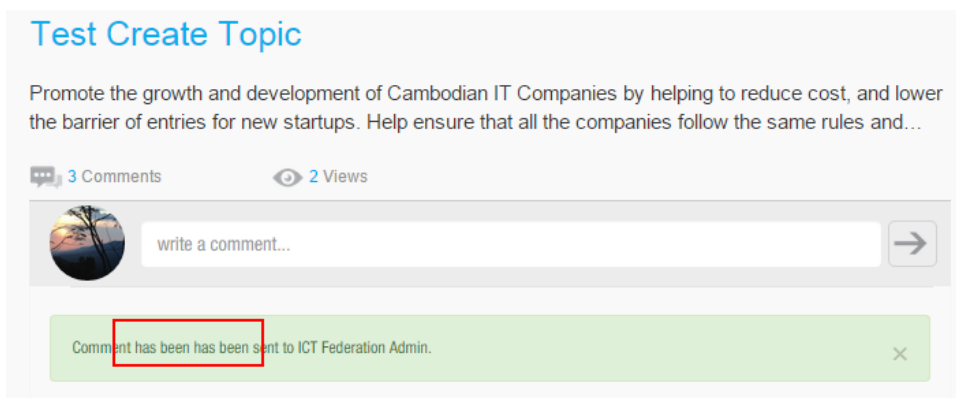 Test Create Topic
Promote the growth and development of Cambodian IT Companies by helping to reduce cost, and lower
the barrier of entries for new startups. Help ensure that all the companies follow the same rules and...
3 Comments 2 Views
write a comment...
Comment has been has been sent to ICT Federation Admin. ×